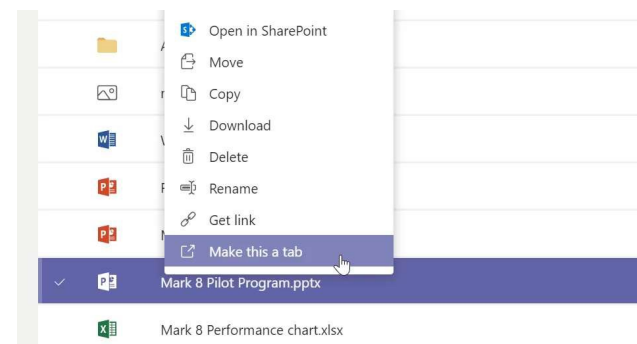 Open in SharePoint
Move
Copy
Download
Delete
Rename
Get link
Make this a tab
Mark 8 Pilot Program.pptx
Mark 8 Performance chart.xlsx